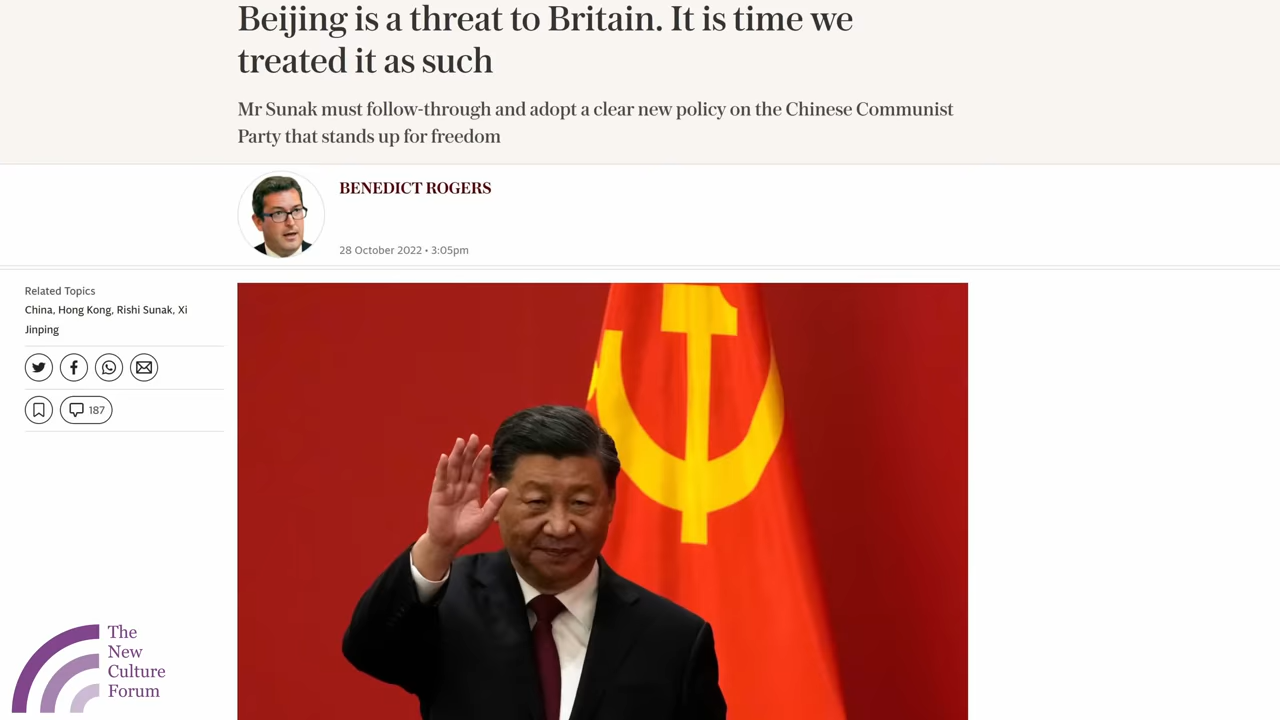 Beijing is a threat to Britain. It is time we
treated it as such
Mr Sunak must follow-through and adopt a clear new policy on the Chinese Communist
Party that stands up for freedom
BENEDICT ROGERS
28 October 2022 • 3:05pm
Related Topics
China, Hong Kong, Rishi Sunak, Xi
Jinping
187
The
New
Culture
Forum